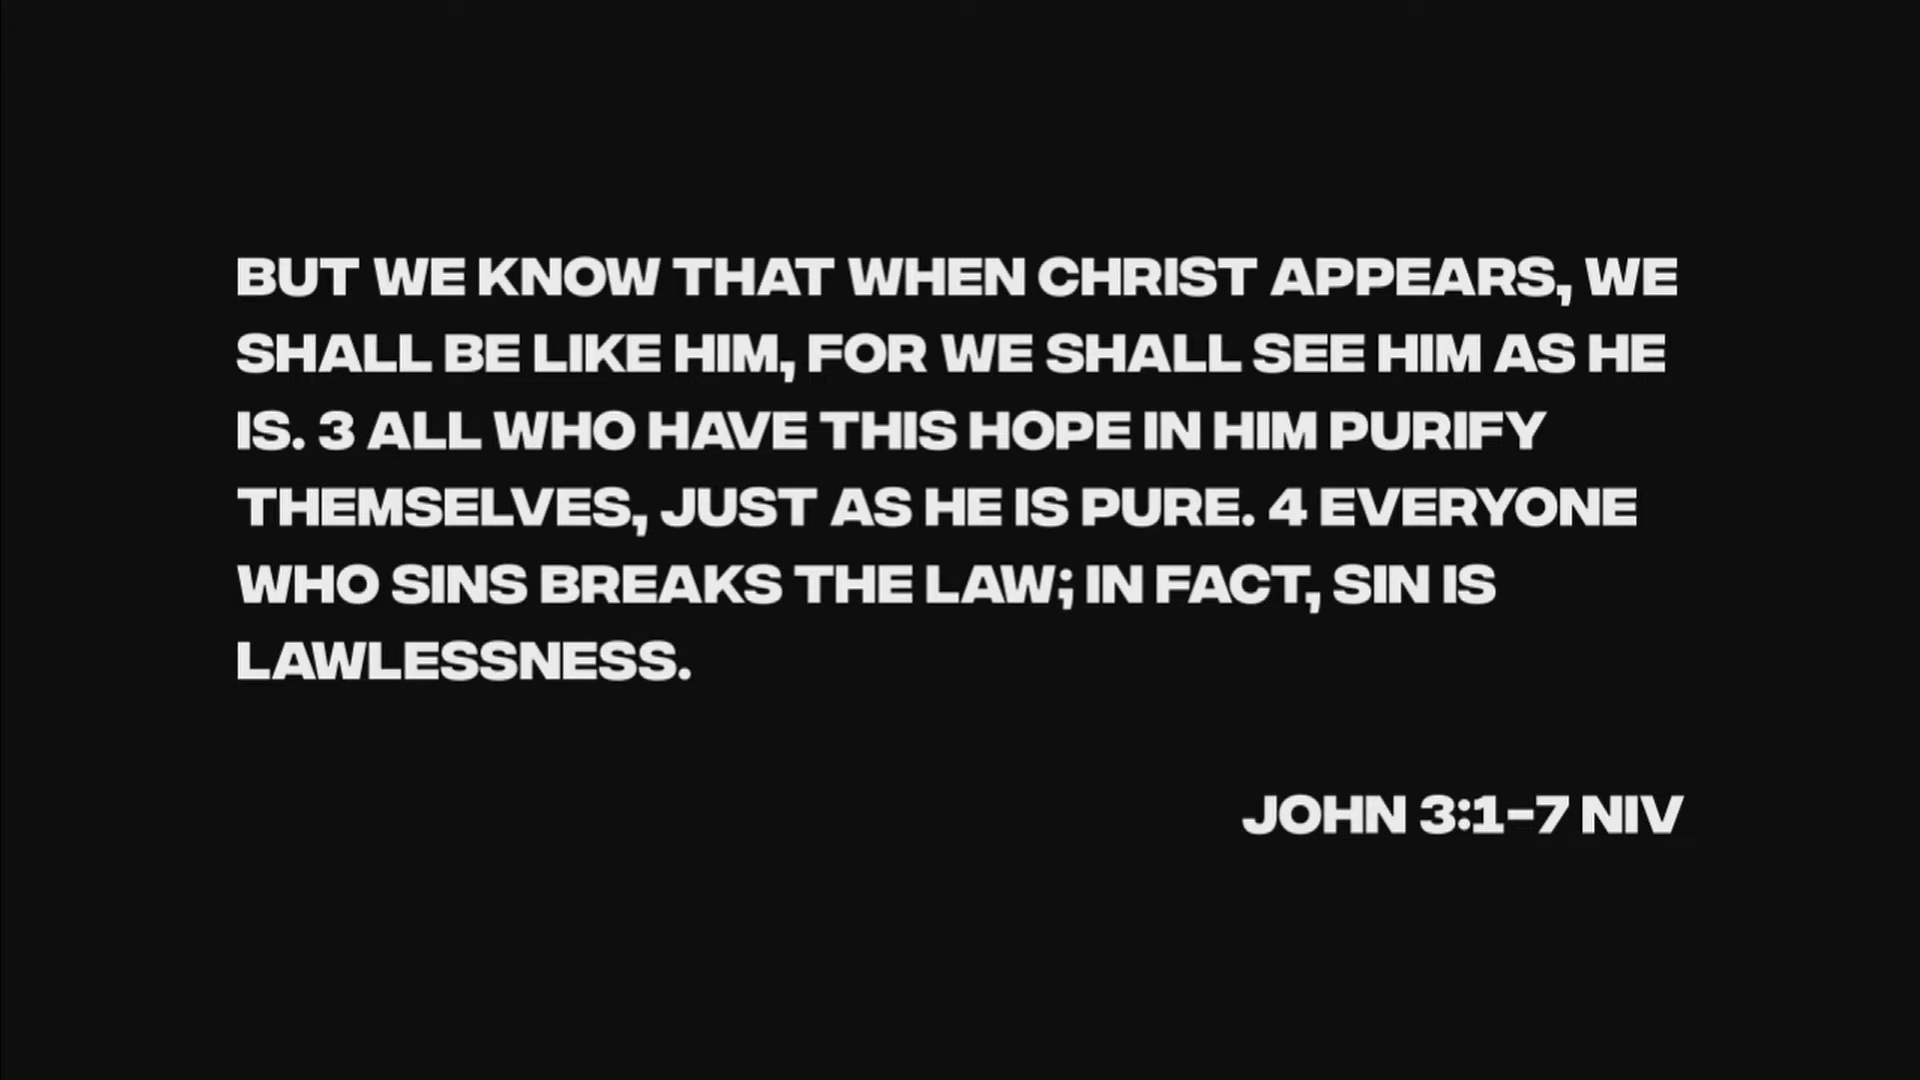 BUT WE KNOW THAT WHEN CHRIST APPEARS, WE
SHALL BE LIKE HIM, FOR WE SHALL SEE HIM AS HE
IS. 3 ALL WHO HAVE THIS HOPE IN HIM PURIFY
THEMSELVES, JUST AS HE IS PURE. 4 EVERYONE
WHO SINS BREAKS THE LAW; IN FACT, SIN IS
LAWLESSNESS.
JOHN 3:1-7 NIV